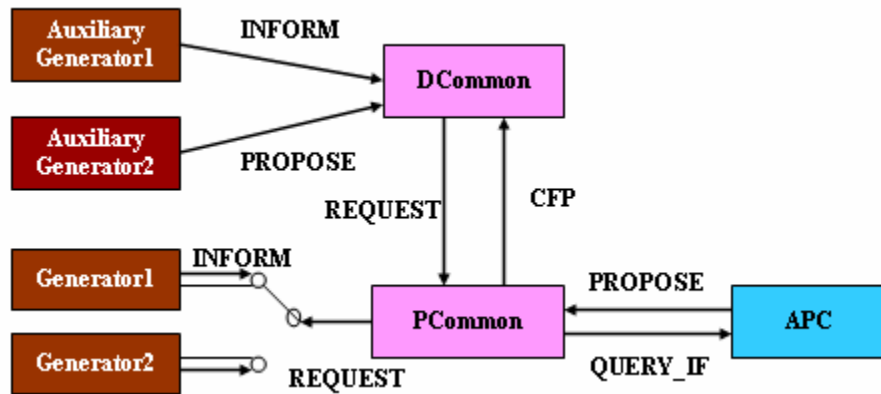 Auxiliary
Generator1
INFORM
DCommon
Auxiliary
Generator2
PROPOSE
REQUEST
CFP
Generator1
INFORM
PCommon
PROPOSE
APC
Generator2
REQUEST
QUERY_IF